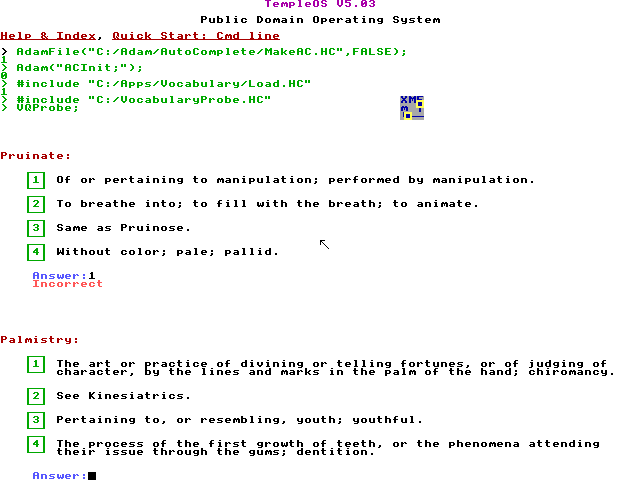 TempleOS V5.03
Public Domain Operating System
Help & Index, Quick Start: Cmd line
> AdamFile("C:/Adam/AutoComplete/MakeAC.HC",FALSE);
1
> Adam("ACInit;");
0
> #include "C:/Apps/Vocabulary/Load.HC"
1
> #include "C:/VocabularyProbe.HC"
> VQProbe;
Pruinate:
1 Of or pertaining to manipulation; performed by manipulation.
2 To breathe into; to fill with the breath; to animate.
3 Same as Pruinose.
4 Without color; pale; pallid.
Answer:1
Incorrect
Palmistry:
1 The art or practice of divining or telling fortunes, or of judging of
character, by the lines and marks in the palm of the hand; chiromancy.
2 See Kinesiatrics.
3 Pertaining to, or resembling, youth; youthful.
4 The process of the first growth of teeth, or the phenomena attending
their issue through the gums; dentition.
Answer: